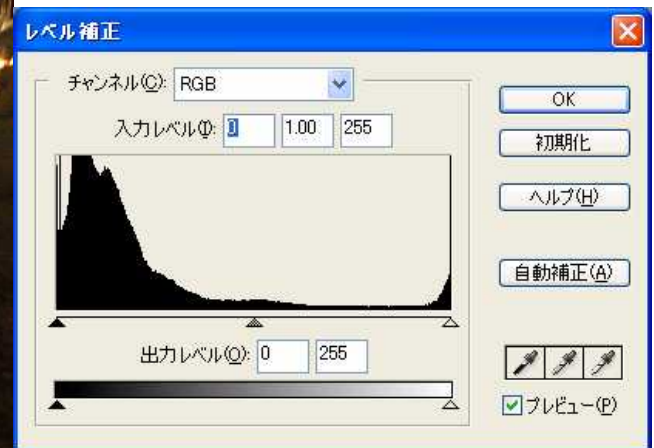 レベル補正
チャンネル(C): RGB
入力レベル(I): 0 1.00 255
出力レベル(O): 0 255
OK
初期化
ヘルプ(H)
自動補正(A)
プレビュー(P)